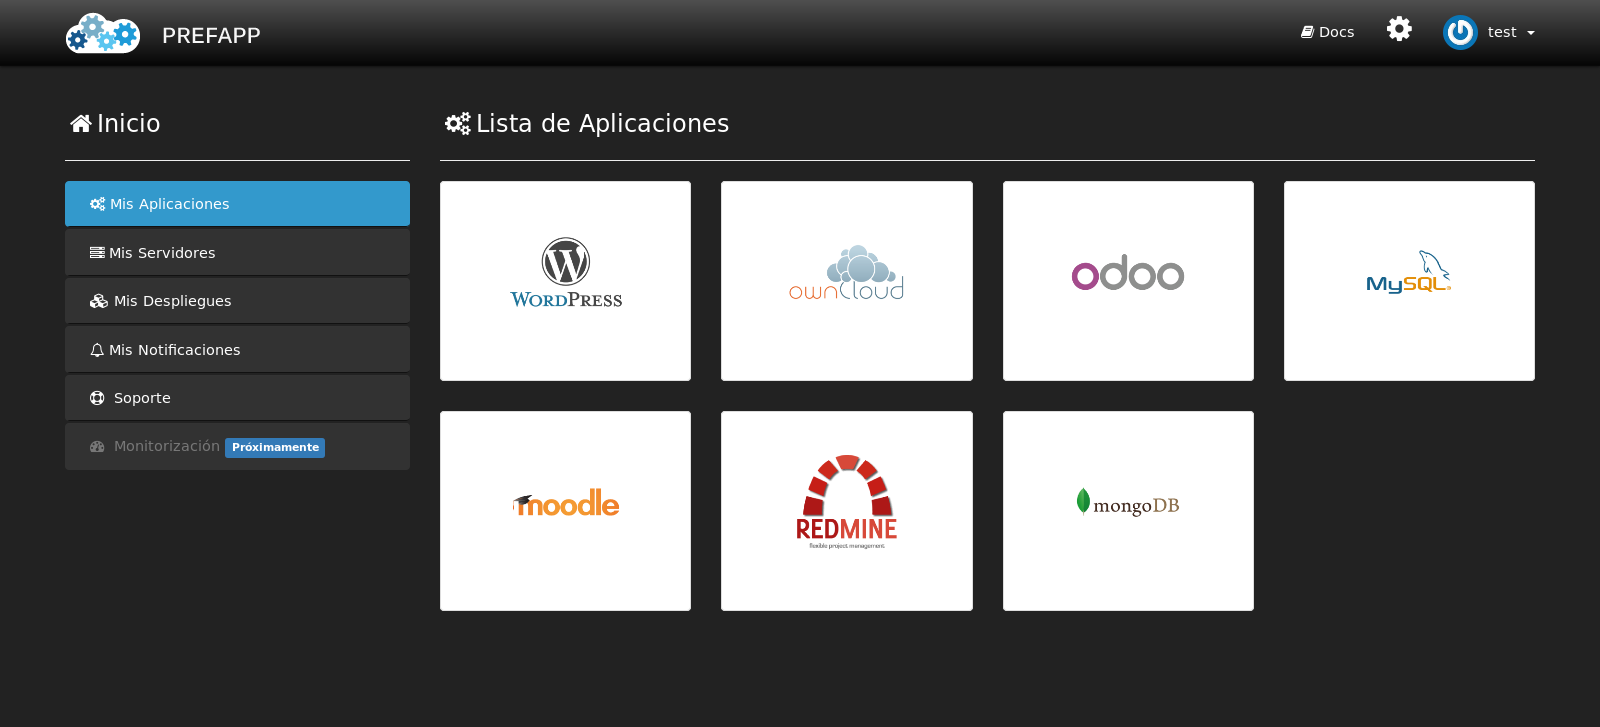 PREFAPP
Docs
test
Inicio
Lista de Aplicaciones
Mis Aplicaciones
Mis Servidores
Mis Despliegues
Mis Notificaciones
Soporte
Monitorización Próximamente
WORDPRESS
ownCloud
odoo
MySQL
moodle
REDMINE
flexible project management
mongoDB